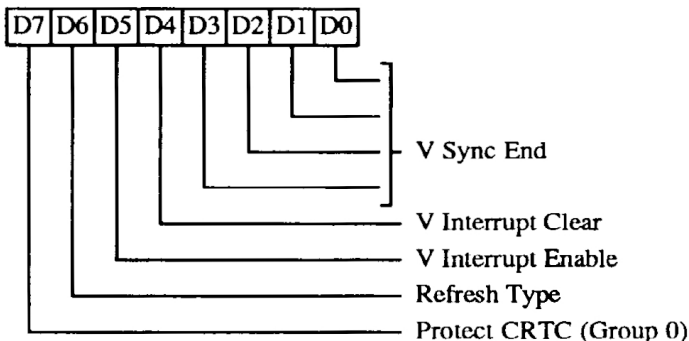 D7 D6 D5 D4 D3 D2 D1 D0
V Sync End
V Interrupt Clear
V Interrupt Enable
Refresh Type
Protect CRTC (Group 0)